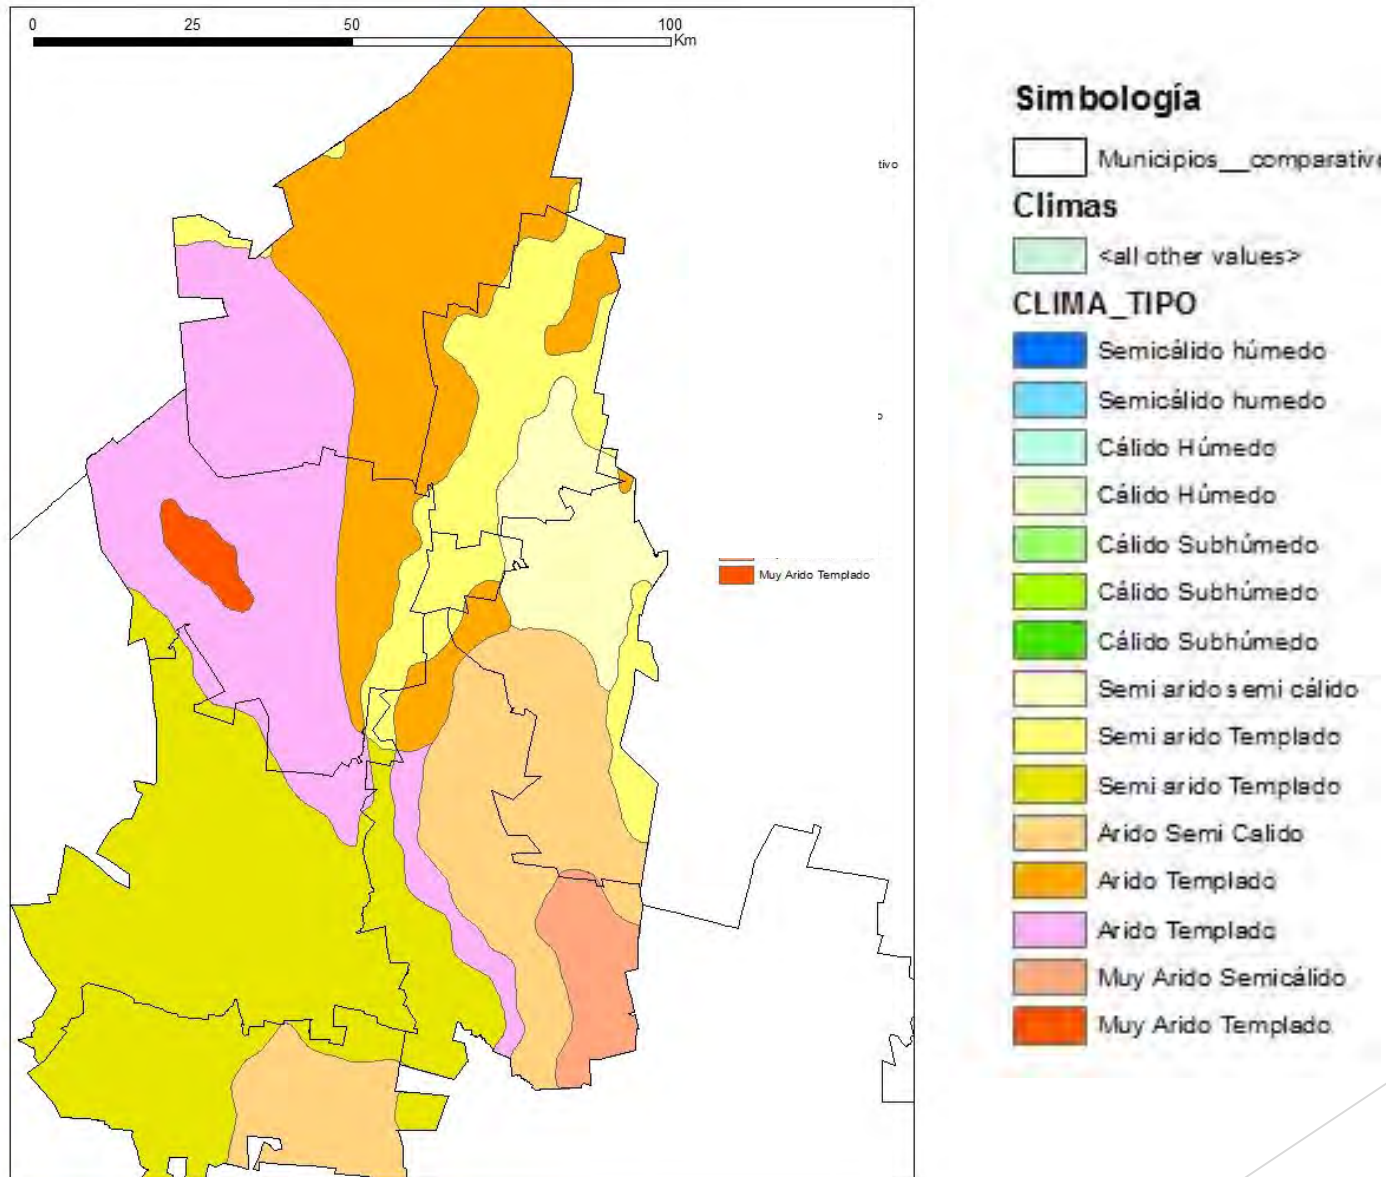 0 25 50 100
Km
tivo
o
Muy Arido Templado
Simbología
Municipios__comparative
Climas
<all other values>
CLIMA_TIPO
Semicálido húmedo
Semicálido humedo
Cálido Húmedo
Cálido Húmedo
Cálido Subhúmedo
Cálido Subhúmedo
Cálido Subhúmedo
Semi arido semi cálido
Semi arido Templado
Semi arido Templado
Arido Semi Calido
Arido Templado
Arido Templado
Muy Arido Semicálido
Muy Arido Templado